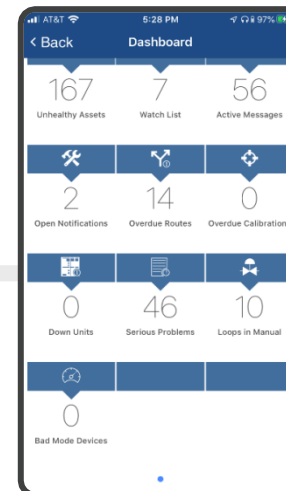 AT&T 5:28 PM 97%
< Back Dashboard
167 7 56
Unhealthy Assets Watch List Active Messages
2 14 0
Open Notifications Overdue Routes Overdue Calibration
0 46 10
Down Units Serious Problems Loops in Manual
0
Bad Mode Devices